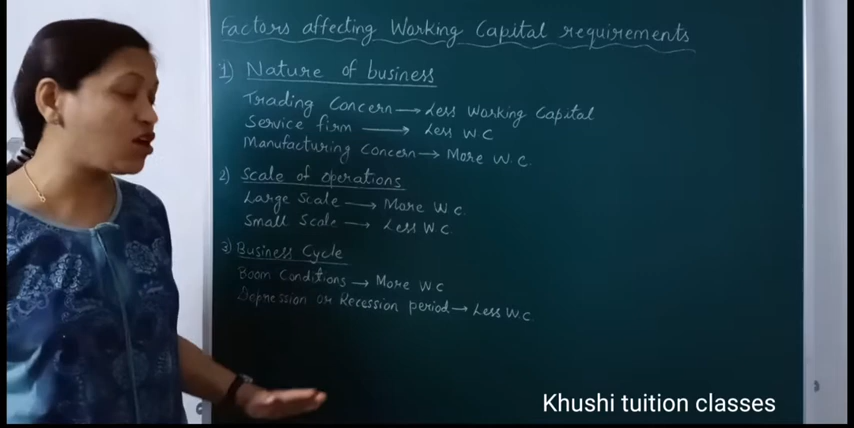 Factors affecting Working Capital requirements
1) Nature of business
Trading Concern → Less Working Capital
Service firm → Less W C
Manufacturing Concern → More W.C.
2) Scale of operations
Large Scale → More W.C.
Small Scale → Less W.C.
3) Business Cycle
Boom Conditions → More W C
Depression or Recession period → Less W.C.
Khushi tuition classes